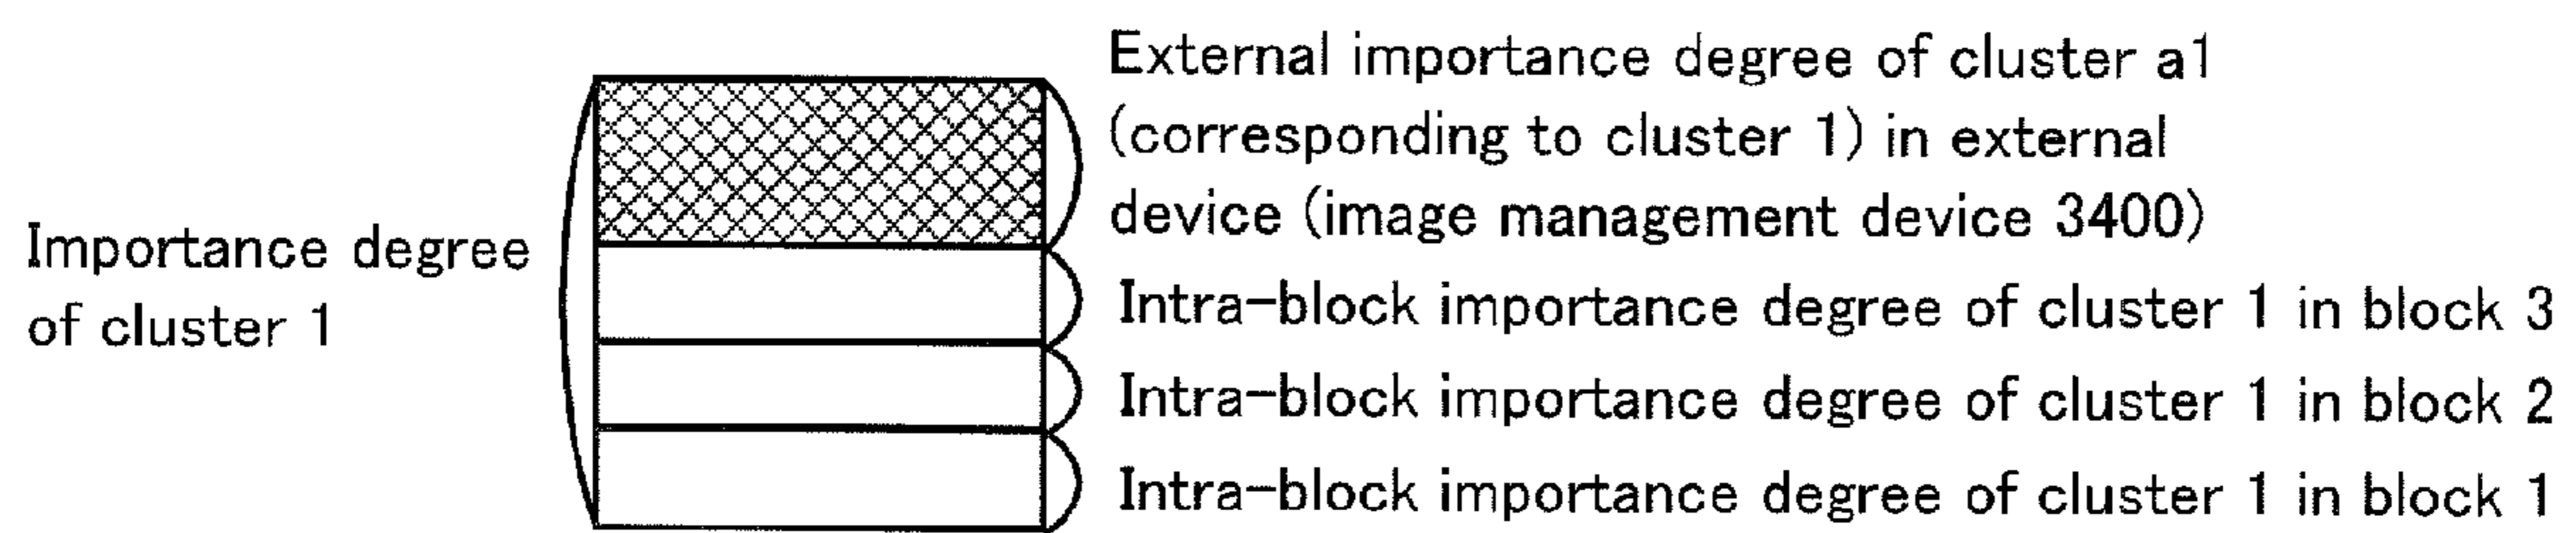 Importance degree
of cluster 1
External importance degree of cluster a1
(corresponding to cluster 1) in external
device (image management device 3400)
Intra-block importance degree of cluster 1 in block 3
Intra-block importance degree of cluster 1 in block 2
Intra-block importance degree of cluster 1 in block 1